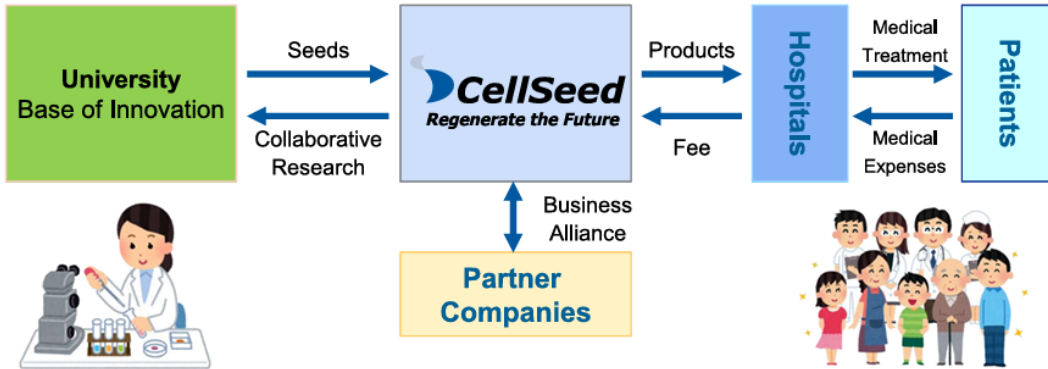 University
Base of Innovation
Seeds
Collaborative
Research
CellSeed
Regenerate the Future
Products
Fee
Hospitals
Medical
Treatment
Medical
Expenses
Patients
Business
Alliance
Partner
Companies